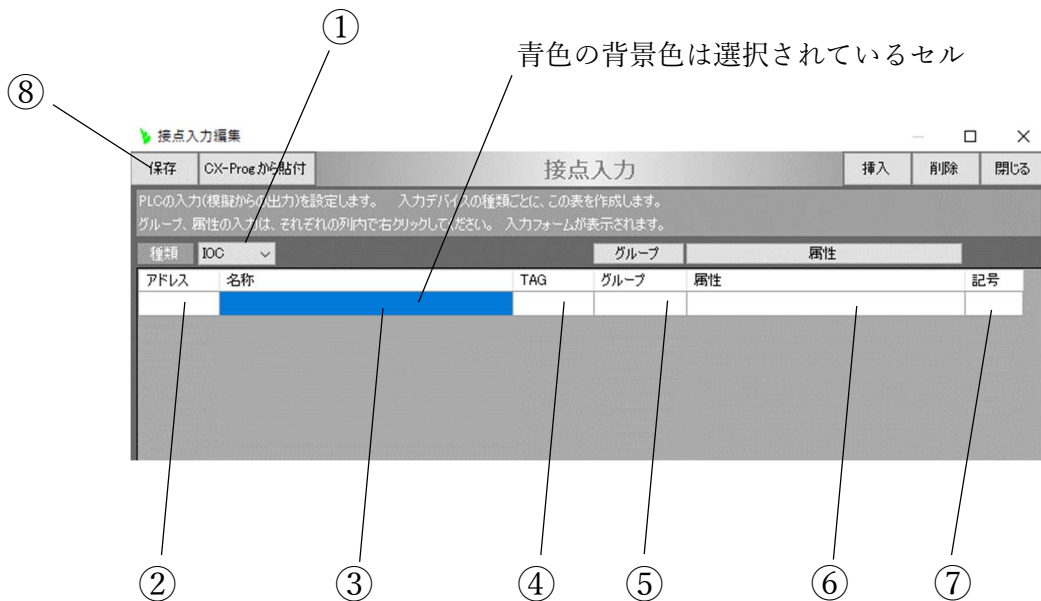 ①
青色の背景色は選択されているセル
⑧
接点入力編集
保存 CX-Progから貼付 接点入力 挿入 削除 閉じる
PLCの入力(模擬からの出力)を設定します。 入力デバイスの種類ごとに、この表を作成します。
グループ、属性の入力は、それぞれの列内で右クリックしてください。 入力フォームが表示されます。
種類 IOC グループ 属性
アドレス 名称 TAG グループ 属性 記号
② ③ ④ ⑤ ⑥ ⑦